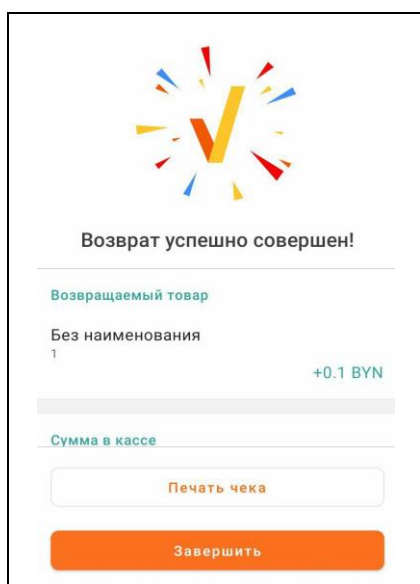 Возврат успешно совершен!
Возвращаемый товар
Без наименования
1
+0.1 BYN
Сумма в кассе
Печать чека
Завершить